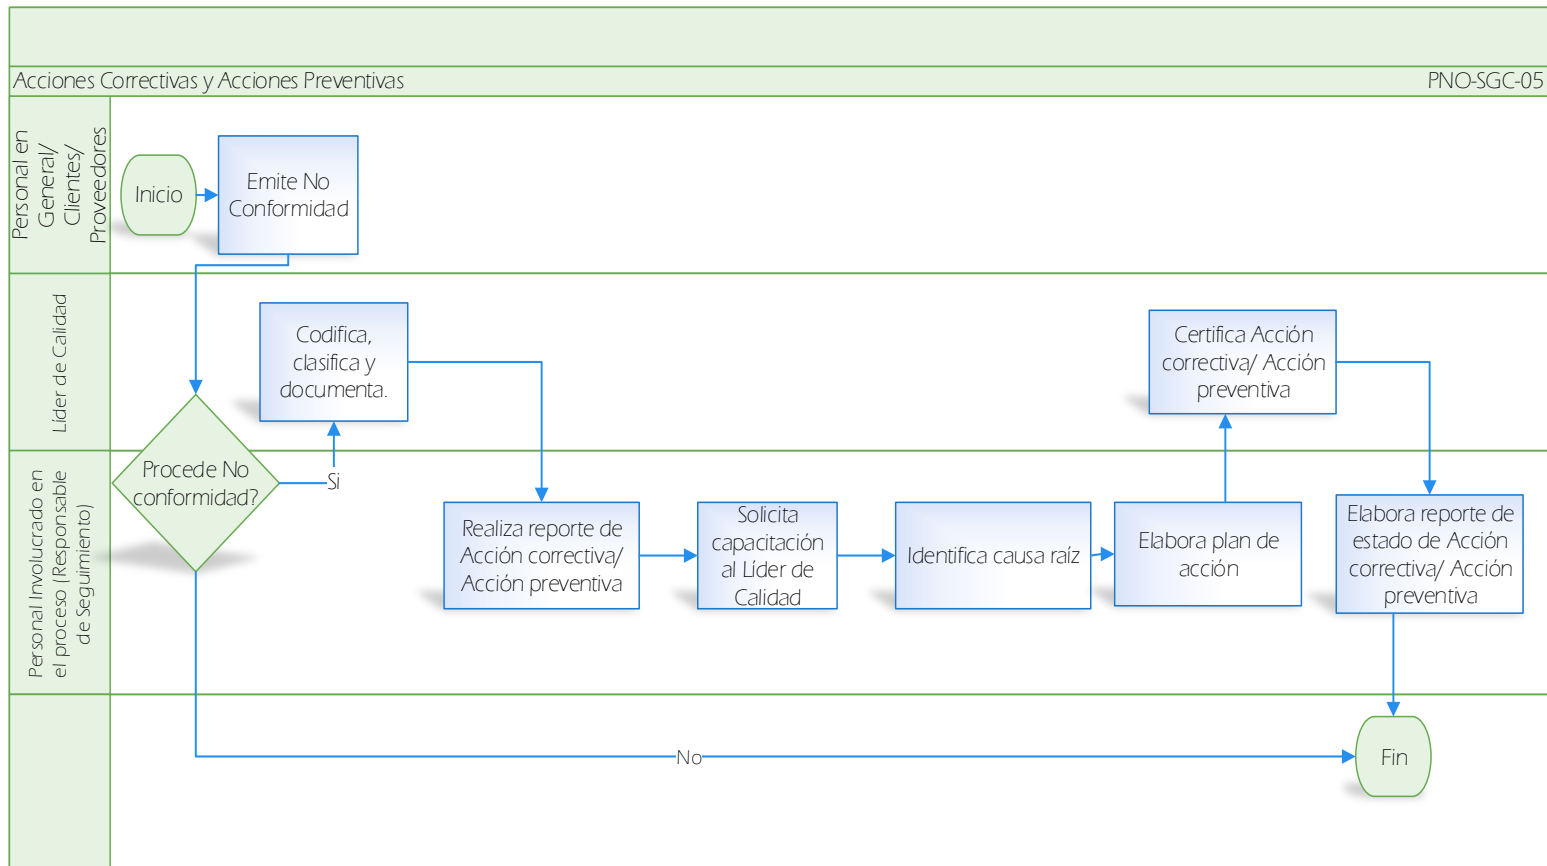 Acciones Correctivas y Acciones Preventivas
PNO-SGC-05
Personal en
General/
Clientes/
Proveedores
Inicio
Emite No
Conformidad
Líder de Calidad
Codifica,
clasifica y
documenta.
Certifica Acción
correctiva/ Acción
preventiva
Personal Involucrado en
el proceso (Responsable
de Seguimiento)
Procede No
conformidad?
Si
Realiza reporte de
Acción correctiva/
Acción preventiva
Solicita
capacitación
al Líder de
Calidad
Identifica causa raíz
Elabora plan de
acción
Elabora reporte de
estado de Acción
correctiva/ Acción
preventiva
No
Fin